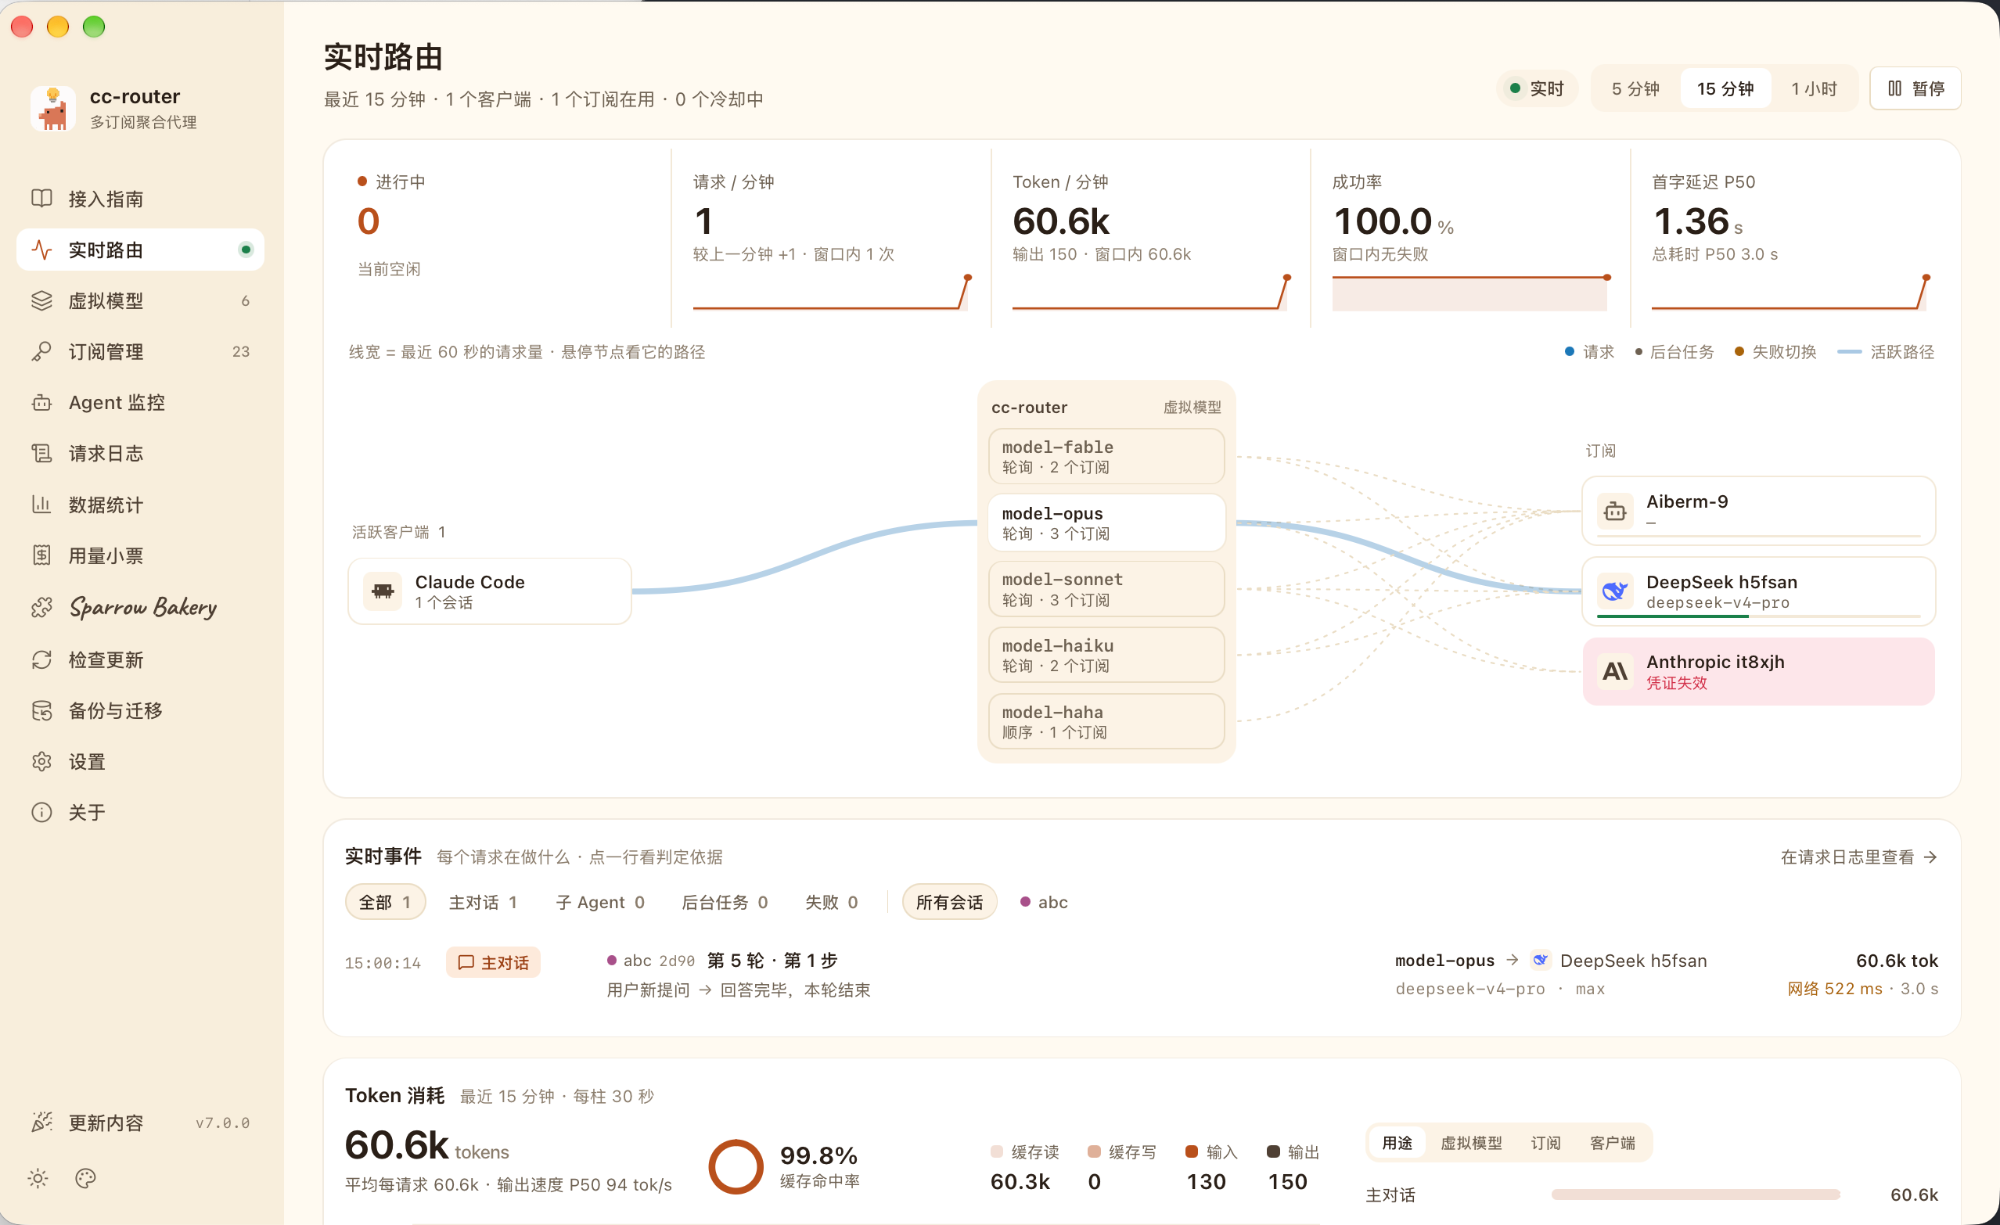 cc-router
多订阅聚合代理
接入指南
实时路由
虚拟模型 6
订阅管理 23
Agent 监控
请求日志
数据统计
用量小票
Sparrow Bakery
检查更新
备份与迁移
设置
关于
更新内容 v7.0.0
实时路由
最近 15 分钟 · 1 个客户端 · 1 个订阅在用 · 0 个冷却中
实时 5 分钟 15 分钟 1 小时 暂停
进行中
0
当前空闲
请求 / 分钟
1
较上一分钟 +1 · 窗口内 1 次
Token / 分钟
60.6k
输出 150 · 窗口内 60.6k
成功率
100.0 %
窗口内无失败
首字延迟 P50
1.36 s
总耗时 P50 3.0 s
线宽 = 最近 60 秒的请求量 · 悬停节点看它的路径
请求 后台任务 失败切换 活跃路径
活跃客户端 1
Claude Code
1 个会话
cc-router 虚拟模型
model-fable
轮询 · 2 个订阅
model-opus
轮询 · 3 个订阅
model-sonnet
轮询 · 3 个订阅
model-haiku
轮询 · 2 个订阅
model-haha
顺序 · 1 个订阅
订阅
Aiberm-9
—
DeepSeek h5fsan
deepseek-v4-pro
Anthropic it8xjh
凭证失效
实时事件 每个请求在做什么 · 点一行看判定依据 在请求日志里查看 →
全部 1 主对话 1 子 Agent 0 后台任务 0 失败 0 所有会话 abc
15:00:14 主对话 abc 2d90 第 5 轮 · 第 1 步 model-opus → DeepSeek h5fsan 60.6k tok
用户新提问 → 回答完毕，本轮结束 deepseek-v4-pro · max 网络 522 ms · 3.0 s
Token 消耗 最近 15 分钟 · 每柱 30 秒
60.6k tokens
平均每请求 60.6k · 输出速度 P50 94 tok/s
99.8%
缓存命中率
缓存读 缓存写 输入 输出
60.3k 0 130 150
用途 虚拟模型 订阅 客户端
主对话 60.6k